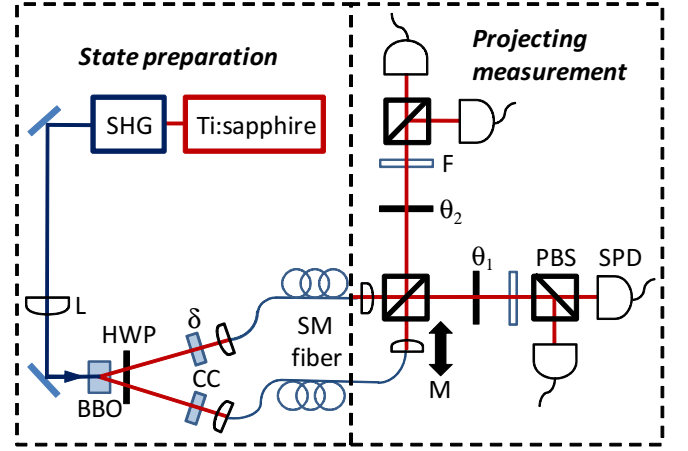 State preparation
Projecting
measurement
SHG
Ti:sapphire
F
θ2
θ1
PBS
SPD
L
HWP
δ
SM
fiber
CC
M
BBO